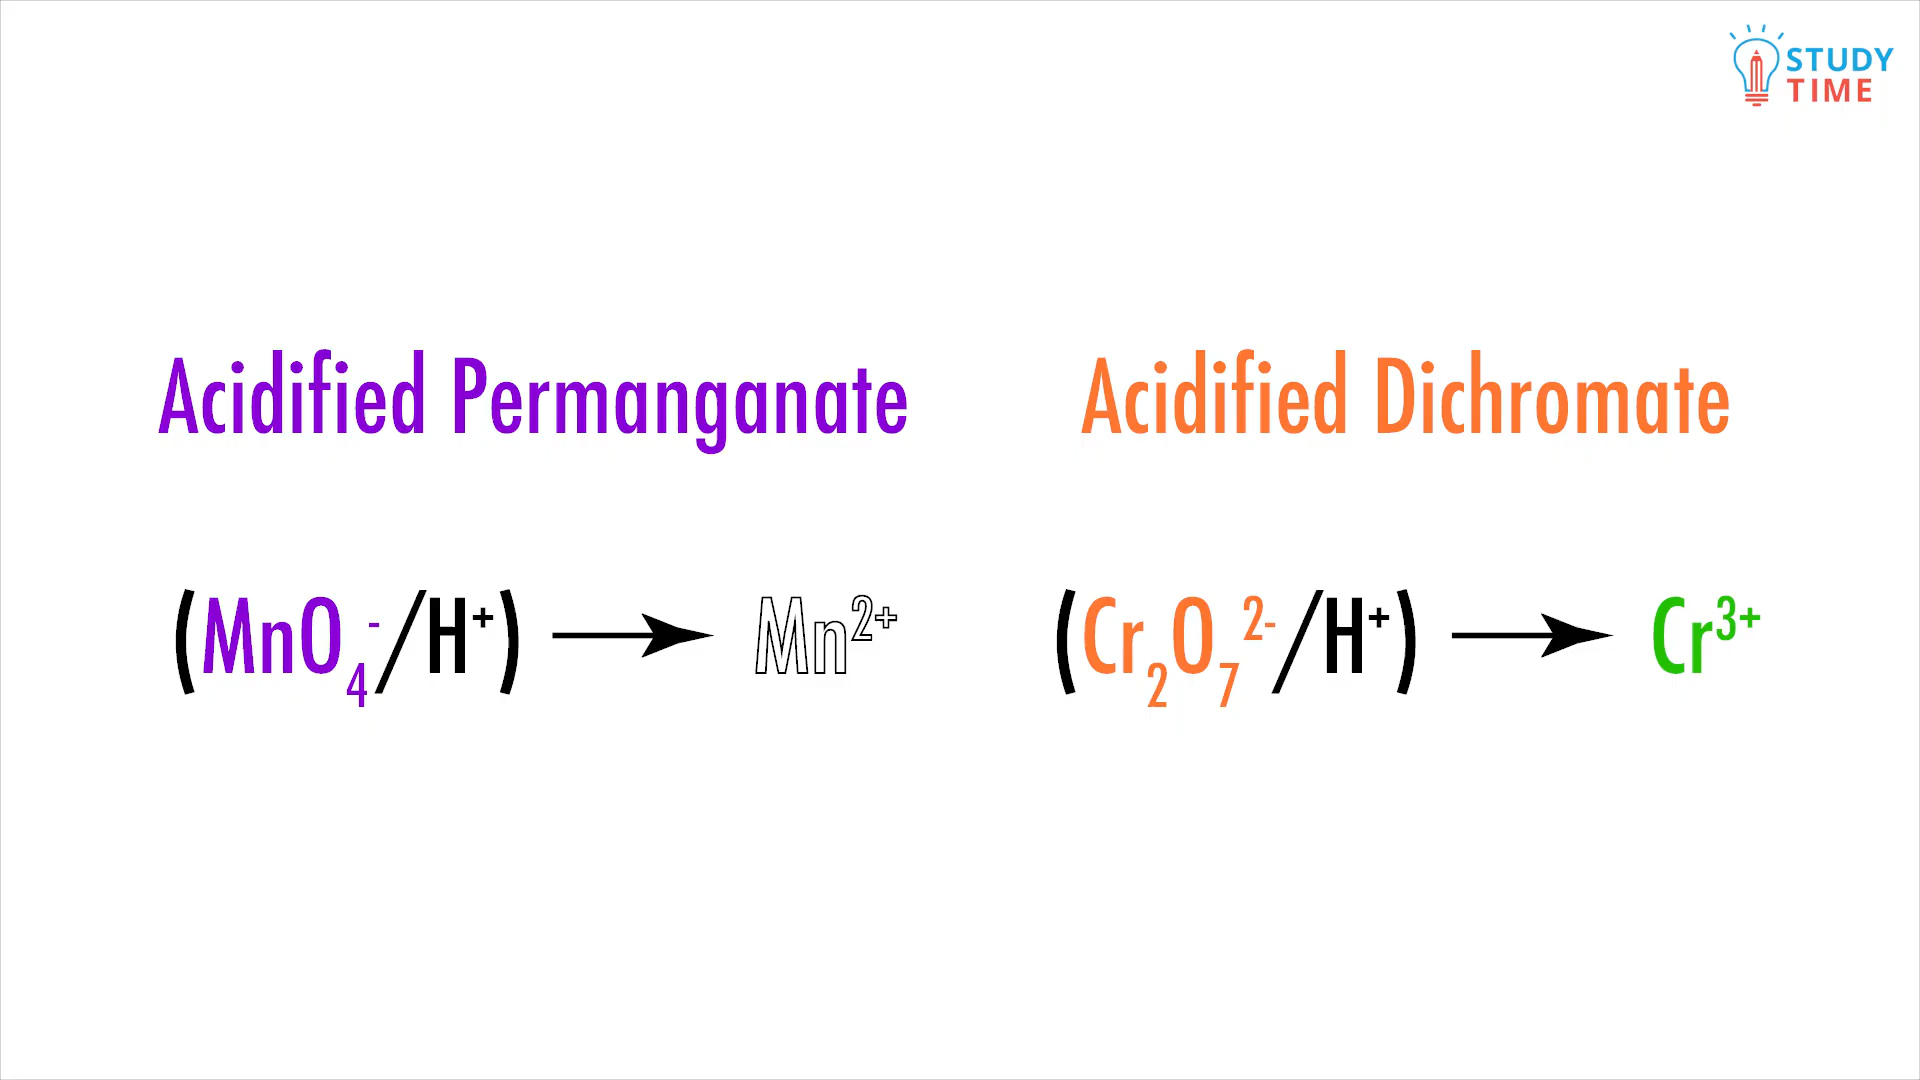 STUDY
TIME
Acidified Permanganate
Acidified Dichromate
(MnO₄⁻/H⁺) → Mn²⁺
(Cr₂O₇²⁻/H⁺) → Cr³⁺